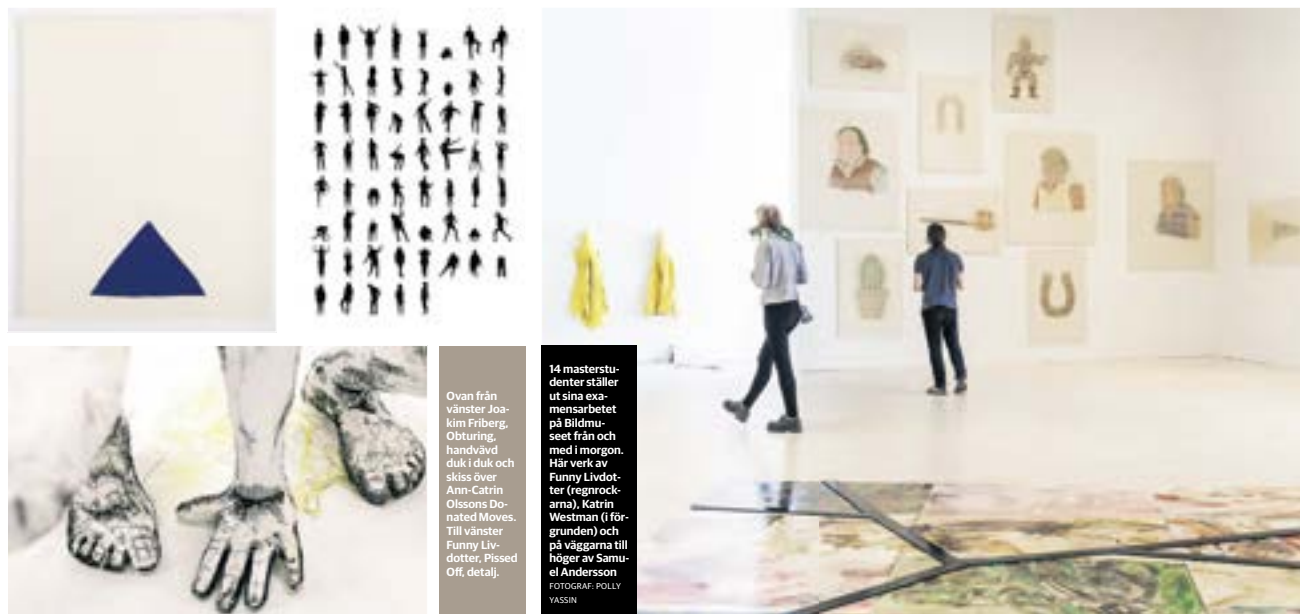 Ovan från
vänster Joa-
kim Friberg,
Obturing,
handvävd
duk i duk och
skiss över
Ann-Catrin
Olssons Do-
nated Moves.
Till vänster
Funny Liv-
dotter, Pissed
Off, detalj.
14 masterstu-
denter ställer
ut sina exa-
mensarbetet
på Bildmu-
seet från och
med i morgon.
Här verk av
Funny Livdot-
ter (regnrock-
arna), Katrin
Westman (i för-
grunden) och
på väggarna till
höger av Samu-
el Andersson
FOTOGRAF: POLLY
YASSIN